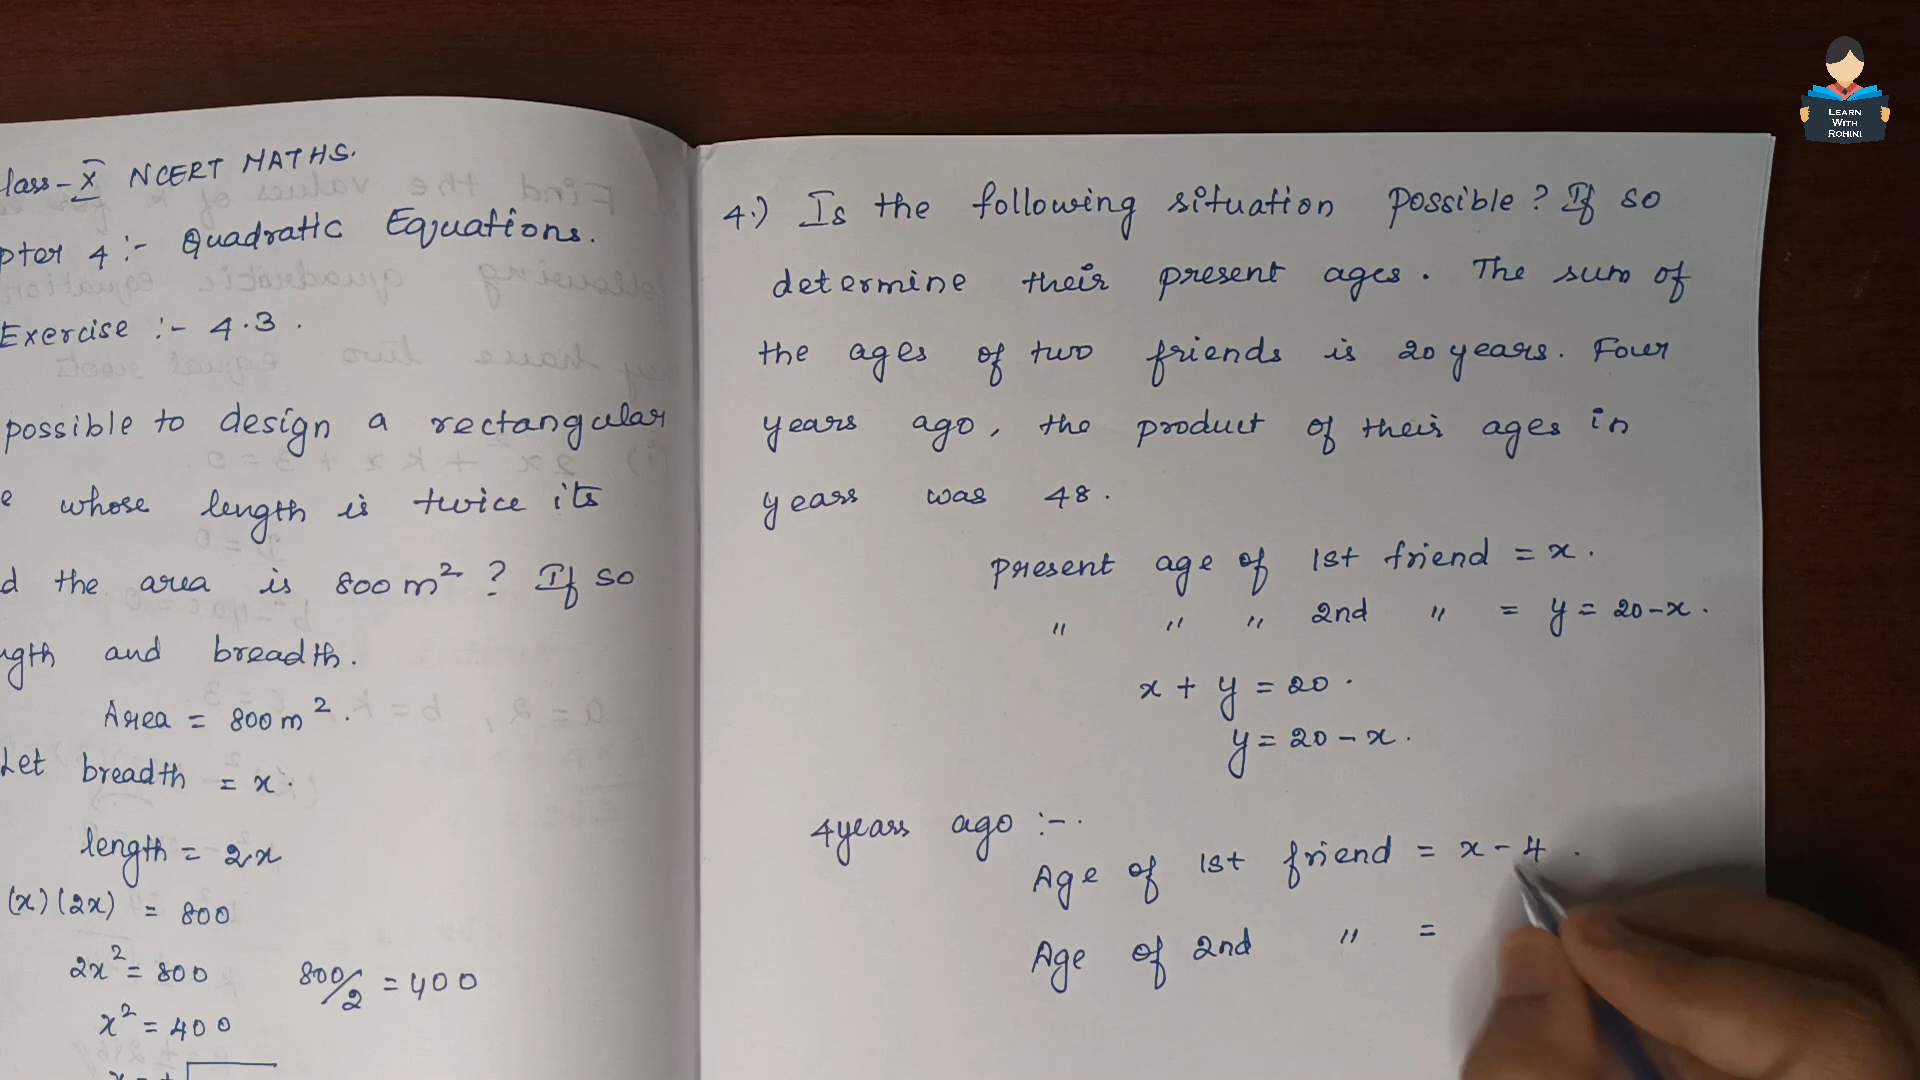 lass - X NCERT MATHS.
pter 4 :- Quadratic Equations.
Exercise :- 4.3 .
possible to design a rectangular
e whose length is twice its
d the area is 800 m² ? If so
ngth and breadth.
Area = 800 m².
Let breadth = x.
length = 2x
(x) (2x) = 800
2x² = 800 800/2 = 400
x² = 400
4.) Is the following situation possible ? If so
determine their present ages . The sum of
the ages of two friends is 20 years. Four
years ago, the product of their ages in
years was 48 .
Present age of 1st friend = x .
" " " 2nd " = y = 20-x .
x + y = 20 .
y = 20 - x .
4 years ago :- .
Age of 1st friend = x - 4 .
Age of 2nd " =
LEARN
WITH
ROHINI